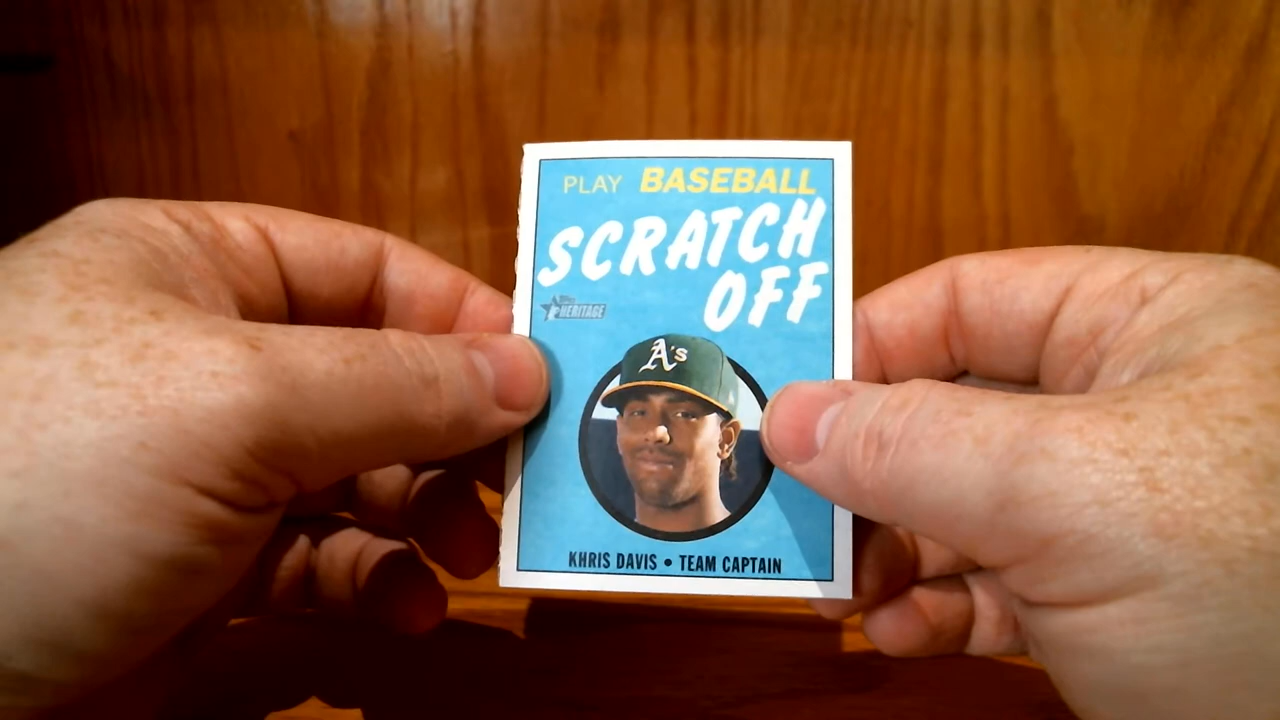 PLAY BASEBALL
SCRATCH
OFF
Topps
HERITAGE
A's
KHRIS DAVIS • TEAM CAPTAIN